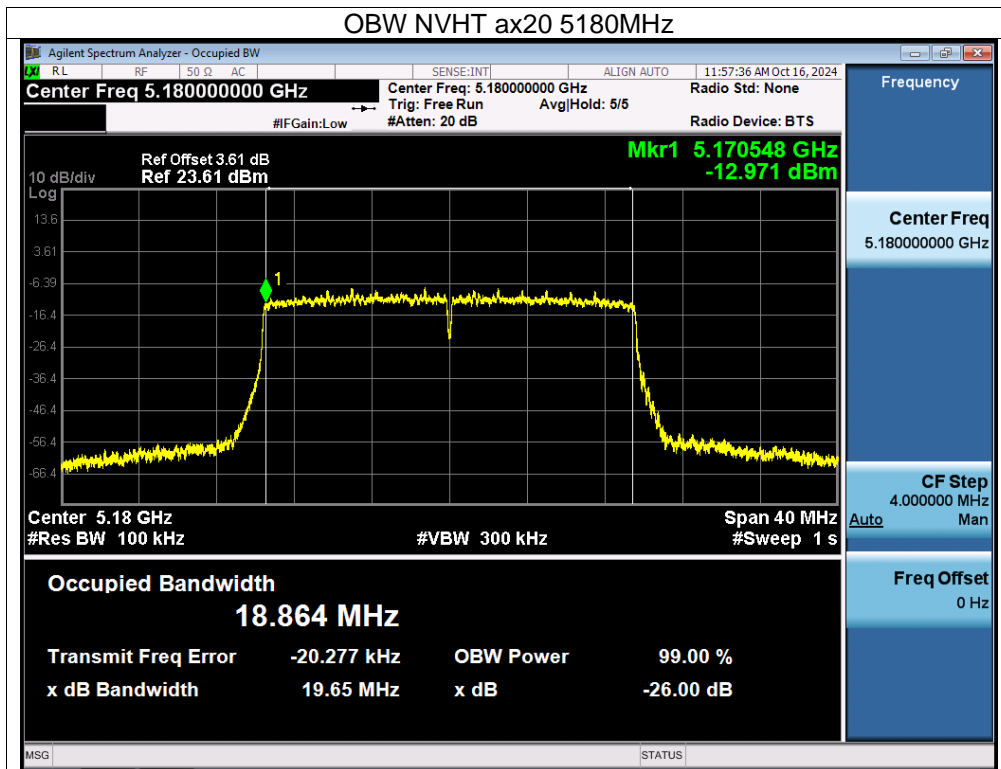 OBW NVHT ax20 5180MHz
Agilent Spectrum Analyzer - Occupied BW
LXI RL RF 50 Ω AC SENSE:INT ALIGN AUTO 11:57:36 AM Oct 16, 2024
Center Freq 5.180000000 GHz
Center Freq: 5.180000000 GHz
Radio Std: None
Trig: Free Run Avg|Hold: 5/5
#IFGain:Low
#Atten: 20 dB
Radio Device: BTS
Frequency
Mkr1 5.170548 GHz
-12.971 dBm
Ref Offset 3.61 dB
10 dB/div Ref 23.61 dBm
Log
13.6
3.61
-6.39
-16.4
-26.4
-36.4
-46.4
-56.4
-66.4
1
Center 5.18 GHz Span 40 MHz
#Res BW 100 kHz #VBW 300 kHz #Sweep 1 s
Center Freq
5.180000000 GHz
CF Step
4.000000 MHz
Auto Man
Freq Offset
0 Hz
Occupied Bandwidth
18.864 MHz
Transmit Freq Error -20.277 kHz OBW Power 99.00 %
x dB Bandwidth 19.65 MHz x dB -26.00 dB
MSG STATUS